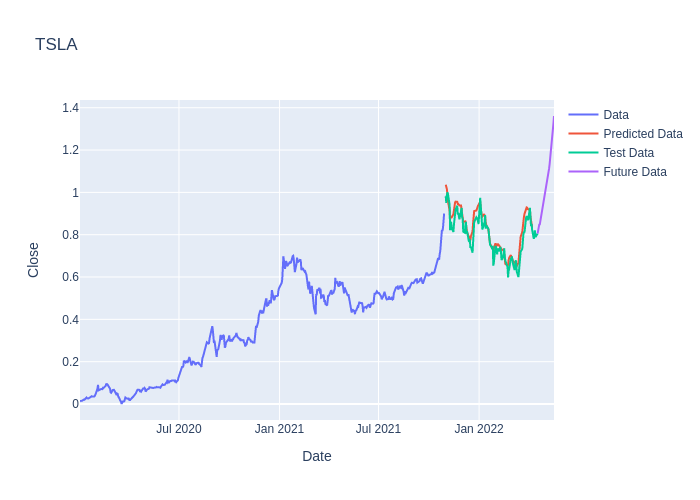 TSLA
Close
1.4
1.2
1
0.8
0.6
0.4
0.2
0
Jul 2020
Jan 2021
Jul 2021
Jan 2022
Date
Data
Predicted Data
Test Data
Future Data